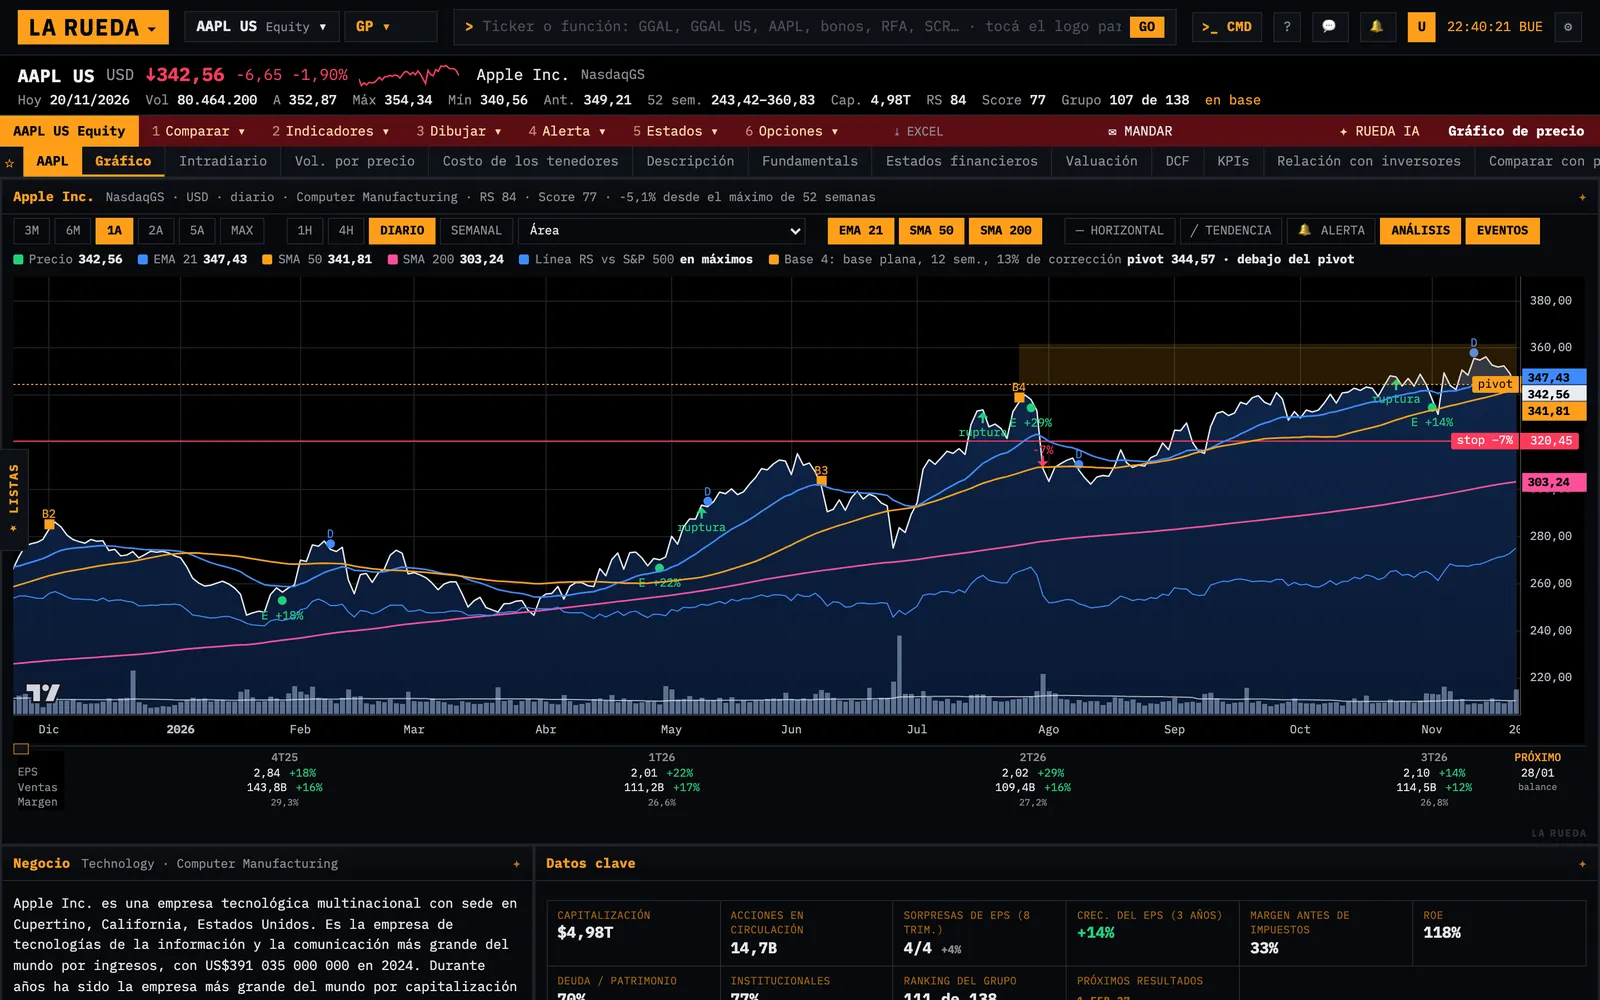 LA RUEDA
AAPL US Equity ▾
GP ▾
> Ticker o función: GGAL, GGAL US, AAPL, bonos, RFA, SCR… · tocá el logo par
GO
>_ CMD
?
U
22:40:21 BUE
AAPL US USD ↓342,56 -6,65 -1,90% Apple Inc. NasdaqGS
Hoy 20/11/2026 Vol 80.464.200 A 352,87 Máx 354,34 Mín 340,56 Ant. 349,21 52 sem. 243,42–360,83 Cap. 4,98T RS 84 Score 77 Grupo 107 de 138 en base
AAPL US Equity 1 Comparar ▾ 2 Indicadores ▾ 3 Dibujar ▾ 4 Alerta ▾ 5 Estados ▾ 6 Opciones ▾ ↓ EXCEL ✉ MANDAR ✦ RUEDA IA Gráfico de precio
☆ AAPL Gráfico Intradiario Vol. por precio Costo de los tenedores Descripción Fundamentals Estados financieros Valuación DCF KPIs Relación con inversores Comparar con p
Apple Inc. NasdaqGS · USD · diario · Computer Manufacturing · RS 84 · Score 77 · -5,1% desde el máximo de 52 semanas
3M 6M 1A 2A 5A MAX 1H 4H DIARIO SEMANAL Área EMA 21 SMA 50 SMA 200 — HORIZONTAL / TENDENCIA ALERTA ANÁLISIS EVENTOS
Precio 342,56 EMA 21 347,43 SMA 50 341,81 SMA 200 303,24 Línea RS vs S&P 500 en máximos Base 4: base plana, 12 sem., 13% de corrección pivot 344,57 · debajo del pivot
380,00
360,00
D
347,43
B4
pivot
342,56
ruptura
341,81
E +29%
E +14%
ruptura
stop -7% 320,45
-7%
D
B3
303,24
★ LISTAS
D
B2
ruptura
D
280,00
E +22%
260,00
E +18%
240,00
220,00
Dic 2026 Feb Mar Abr May Jun Jul Ago Sep Oct Nov 20
4T25 1T26 2T26 3T26 PRÓXIMO
EPS 2,84 +18% 2,01 +22% 2,02 +29% 2,10 +14% 28/01
Ventas 143,8B +16% 111,2B +17% 109,4B +16% 114,5B +12% balance
Margen 29,3% 26,6% 27,2% 26,8%
LA RUEDA
Negocio Technology · Computer Manufacturing
Apple Inc. es una empresa tecnológica multinacional con sede en
Cupertino, California, Estados Unidos. Es la empresa de
tecnologías de la información y la comunicación más grande del
mundo por ingresos, con US$391 035 000 000 en 2024. Durante
años ha sido la empresa más grande del mundo por capitalización
Datos clave
CAPITALIZACIÓN
$4,98T
ACCIONES EN CIRCULACIÓN
14,7B
SORPRESAS DE EPS (8 TRIM.)
4/4 +4%
CREC. DEL EPS (3 AÑOS)
+14%
MARGEN ANTES DE IMPUESTOS
33%
ROE
118%
DEUDA / PATRIMONIO
70%
INSTITUCIONALES
77%
RANKING DEL GRUPO
111 de 138
PRÓXIMOS RESULTADOS